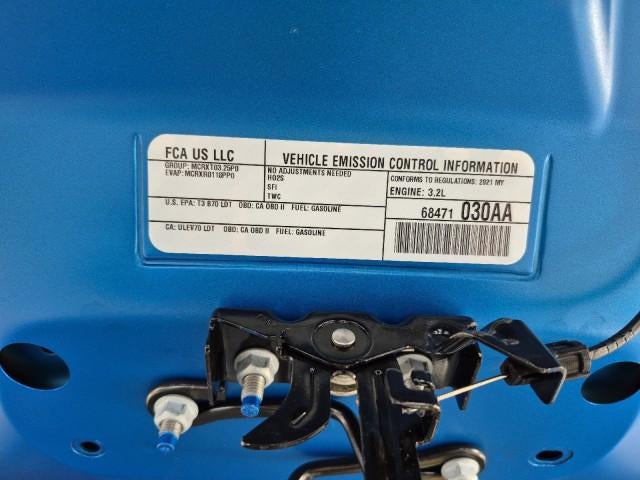 FCA US LLC
GROUP: MCRXT03.25P0
EVAP: MCRXR0118PP0
VEHICLE EMISSION CONTROL INFORMATION
NO ADJUSTMENTS NEEDED
HO2S
SFI
TWC
CONFORMS TO REGULATIONS: 2021 MY
ENGINE: 3.2L
U.S. EPA: T3 B70 LDT OBD: CA OBD II FUEL: GASOLINE
68471 030AA
CA: ULEV70 LDT OBD: CA OBD II FUEL: GASOLINE